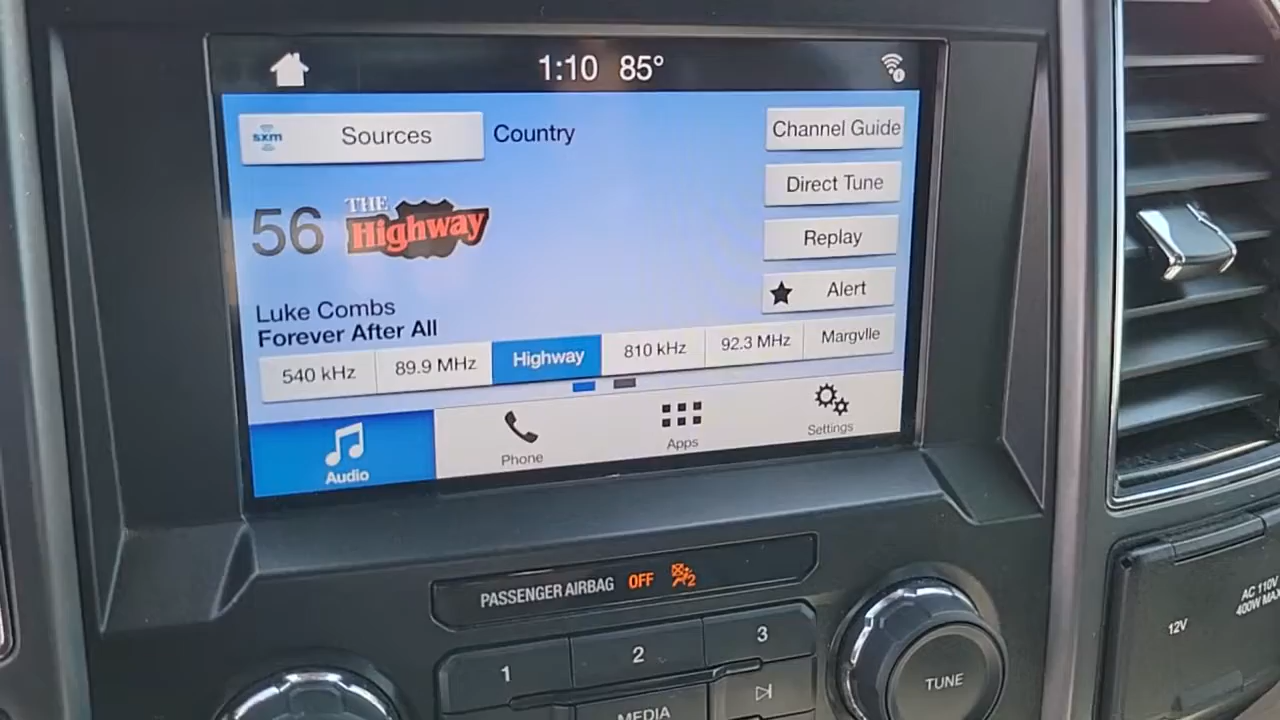 1:10 85°
sxm Sources
Country
Channel Guide
Direct Tune
56
THE
Highway
Replay
Alert
Luke Combs
Forever After All
540 kHz
89.9 MHz
Highway
810 kHz
92.3 MHz
Margvlle
Audio
Phone
Apps
Settings
PASSENGER AIRBAG OFF 2
1
2
3
MEDIA
TUNE
12V
AC 110V
400W MAX